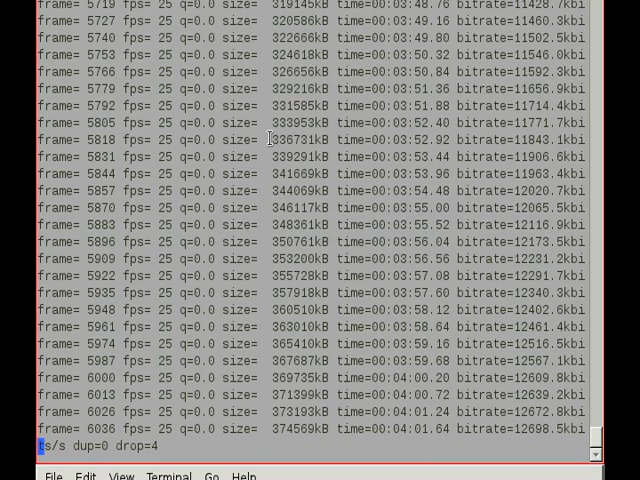 frame= 5719 fps= 25 q=0.0 size=  319145kB time=00:03:48.76 bitrate=11428.7kbi
frame= 5727 fps= 25 q=0.0 size=  320586kB time=00:03:49.16 bitrate=11460.3kbi
frame= 5740 fps= 25 q=0.0 size=  322666kB time=00:03:49.80 bitrate=11502.5kbi
frame= 5753 fps= 25 q=0.0 size=  324618kB time=00:03:50.32 bitrate=11546.0kbi
frame= 5766 fps= 25 q=0.0 size=  326656kB time=00:03:50.84 bitrate=11592.3kbi
frame= 5779 fps= 25 q=0.0 size=  329216kB time=00:03:51.36 bitrate=11656.9kbi
frame= 5792 fps= 25 q=0.0 size=  331585kB time=00:03:51.88 bitrate=11714.4kbi
frame= 5805 fps= 25 q=0.0 size=  333953kB time=00:03:52.40 bitrate=11771.7kbi
frame= 5818 fps= 25 q=0.0 size=  336731kB time=00:03:52.92 bitrate=11843.1kbi
frame= 5831 fps= 25 q=0.0 size=  339291kB time=00:03:53.44 bitrate=11906.6kbi
frame= 5844 fps= 25 q=0.0 size=  341669kB time=00:03:53.96 bitrate=11963.4kbi
frame= 5857 fps= 25 q=0.0 size=  344069kB time=00:03:54.48 bitrate=12020.7kbi
frame= 5870 fps= 25 q=0.0 size=  346117kB time=00:03:55.00 bitrate=12065.5kbi
frame= 5883 fps= 25 q=0.0 size=  348361kB time=00:03:55.52 bitrate=12116.9kbi
frame= 5896 fps= 25 q=0.0 size=  350761kB time=00:03:56.04 bitrate=12173.5kbi
frame= 5909 fps= 25 q=0.0 size=  353200kB time=00:03:56.56 bitrate=12231.2kbi
frame= 5922 fps= 25 q=0.0 size=  355728kB time=00:03:57.08 bitrate=12291.7kbi
frame= 5935 fps= 25 q=0.0 size=  357918kB time=00:03:57.60 bitrate=12340.3kbi
frame= 5948 fps= 25 q=0.0 size=  360510kB time=00:03:58.12 bitrate=12402.6kbi
frame= 5961 fps= 25 q=0.0 size=  363010kB time=00:03:58.64 bitrate=12461.4kbi
frame= 5974 fps= 25 q=0.0 size=  365410kB time=00:03:59.16 bitrate=12516.5kbi
frame= 5987 fps= 25 q=0.0 size=  367687kB time=00:03:59.68 bitrate=12567.1kbi
frame= 6000 fps= 25 q=0.0 size=  369735kB time=00:04:00.20 bitrate=12609.8kbi
frame= 6013 fps= 25 q=0.0 size=  371399kB time=00:04:00.72 bitrate=12639.2kbi
frame= 6026 fps= 25 q=0.0 size=  373193kB time=00:04:01.24 bitrate=12672.8kbi
frame= 6036 fps= 25 q=0.0 size=  374569kB time=00:04:01.64 bitrate=12698.5kbi
ts/s dup=0 drop=4
File Edit View Terminal Go Help